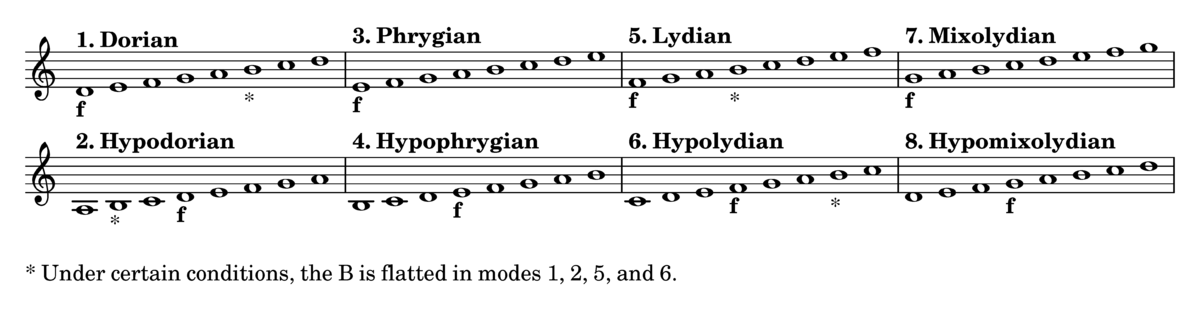 1. Dorian 3. Phrygian 5. Lydian 7. Mixolydian
* *
f f f f
2. Hypodorian 4. Hypophrygian 6. Hypolydian 8. Hypomixolydian
* f f f * f
* Under certain conditions, the B is flatted in modes 1, 2, 5, and 6.